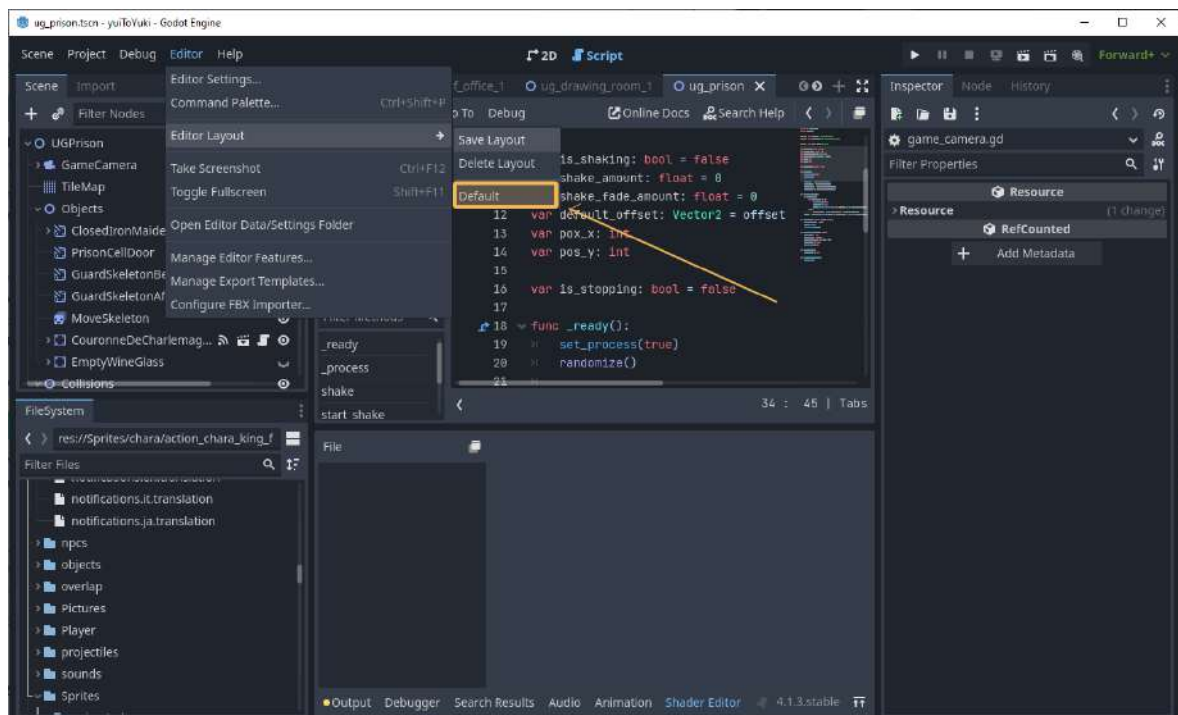 ug_prison.tscn - yuiToYuki - Godot Engine
Scene Project Debug Editor Help
2D Script
Forward+
Scene Import
Filter Nodes
UGPrison
GameCamera
TileMap
Objects
ClosedIronMaide
PrisonCellDoor
GuardSkeletonBe
GuardSkeletonAf
MoveSkeleton
CouronneDeCharlemag...
EmptyWineGlass
Collisions
Editor Settings...
Command Palette... Ctrl+Shift+P
Editor Layout
Take Screenshot Ctrl+F12
Toggle Fullscreen Shift+F11
Open Editor Data/Settings Folder
Manage Editor Features...
Manage Export Templates...
Configure FBX Importer...
Save Layout
Delete Layout
Default
f_office_1 ug_drawing_room_1 ug_prison
To Debug Online Docs Search Help
is_shaking: bool = false
shake_amount: float = 0
shake_fade_amount: float = 0
12 var default_offset: Vector2 = offset
13 var pox_x: int
14 var pos_y: int
15
16 var is_stopping: bool = false
17
18 func _ready():
19 set_process(true)
20 randomize()
21
_ready
_process
shake
start_shake
34 : 45 | Tabs
FileSystem
res://Sprites/chara/action_chara_king_f
Filter Files
notifications.it.translation
notifications.ja.translation
npcs
objects
overlap
Pictures
Player
projectiles
sounds
Sprites
File
Output Debugger Search Results Audio Animation Shader Editor 4.1.3.stable
Inspector Node History
game_camera.gd
Filter Properties
Resource
Resource (1 change)
RefCounted
Add Metadata